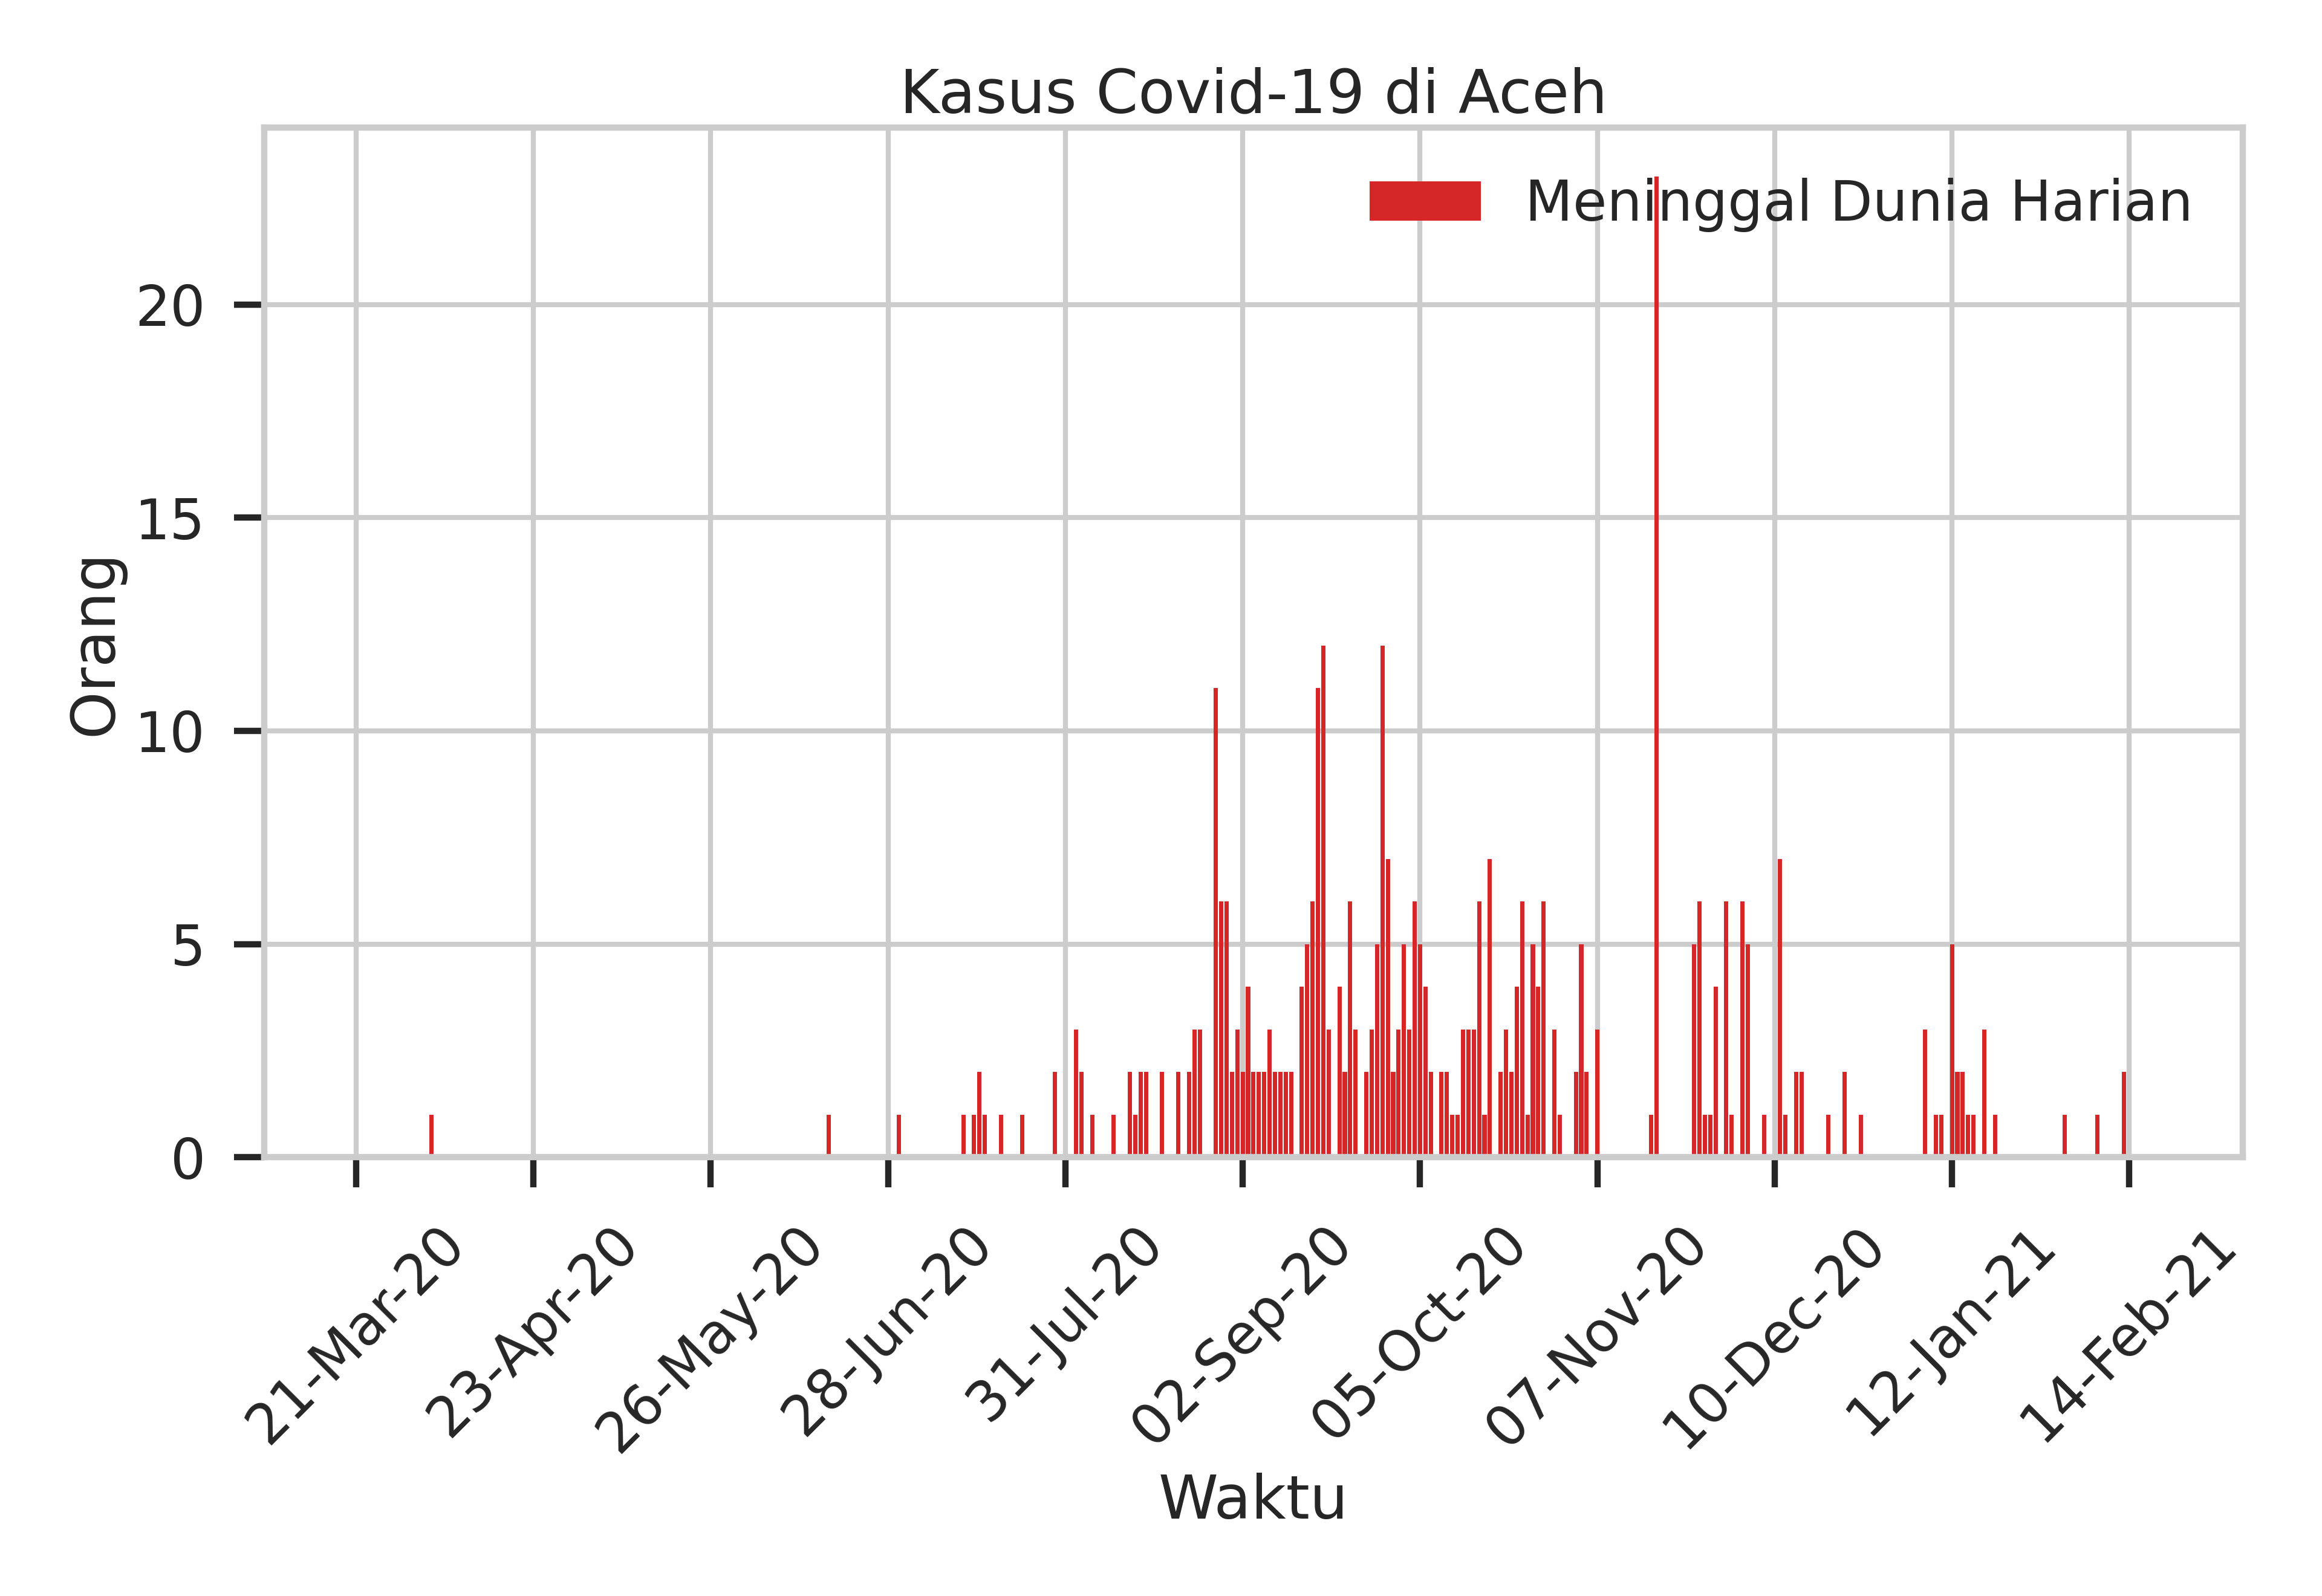 Kasus Covid-19 di Aceh
Meninggal Dunia Harian
Orang
20
15
10
5
0
21-Mar-20
23-Apr-20
26-May-20
28-Jun-20
31-Jul-20
02-Sep-20
05-Oct-20
07-Nov-20
10-Dec-20
12-Jan-21
14-Feb-21
Waktu